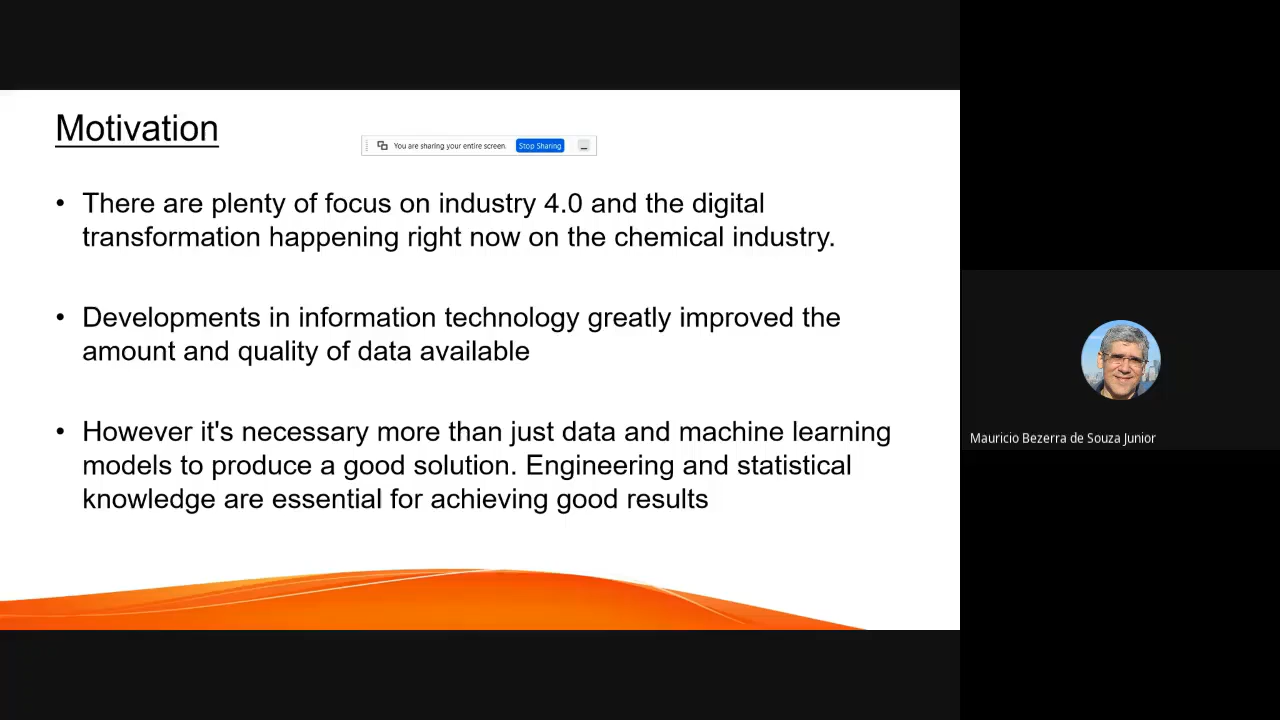 Motivation
You are sharing your entire screen.
Stop Sharing
• There are plenty of focus on industry 4.0 and the digital
transformation happening right now on the chemical industry.
• Developments in information technology greatly improved the
amount and quality of data available
• However it's necessary more than just data and machine learning
models to produce a good solution. Engineering and statistical
knowledge are essential for achieving good results
Mauricio Bezerra de Souza Junior